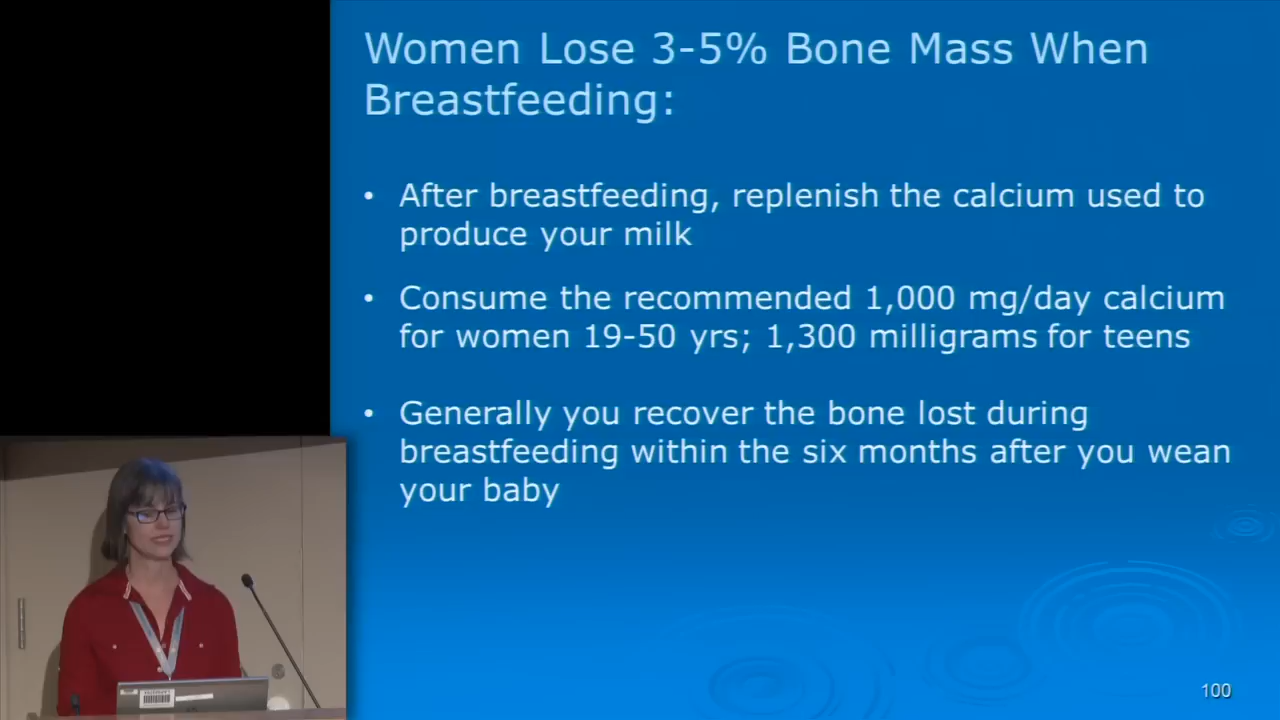 Women Lose 3-5% Bone Mass When
Breastfeeding:
• After breastfeeding, replenish the calcium used to
produce your milk
• Consume the recommended 1,000 mg/day calcium
for women 19-50 yrs; 1,300 milligrams for teens
• Generally you recover the bone lost during
breastfeeding within the six months after you wean
your baby
100